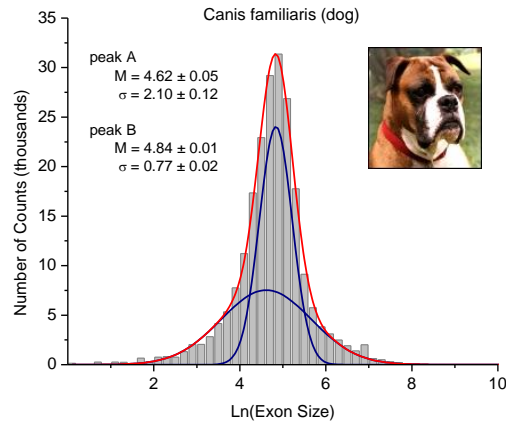 Canis familiaris (dog)
35
30
25
20
15
10
5
0
Number of Counts (thousands)
peak A
M = 4.62 ± 0.05
σ = 2.10 ± 0.12
peak B
M = 4.84 ± 0.01
σ = 0.77 ± 0.02
2 4 6 8 10
Ln(Exon Size)